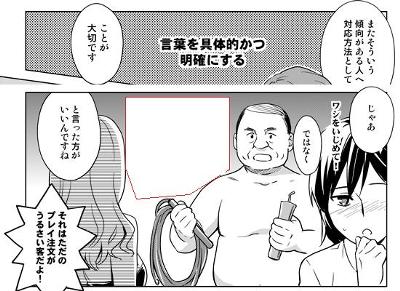 またそういう
傾向がある人へ
対応方法として
言葉を具体的かつ
明確にする
ことが
大切です
じゃあ
ワシをいじめて!
ではなく
と言った方が
いいんですね
それはただの
プレイ注文が
うるさい客だよ!